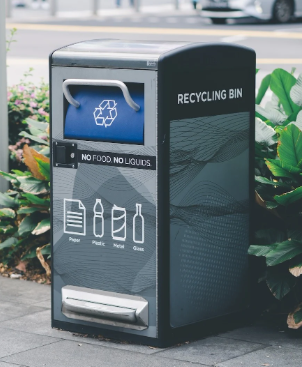 RECYCLING BIN
NO FOOD. NO LIQUIDS.
Paper
Plastic
Metal
Glass